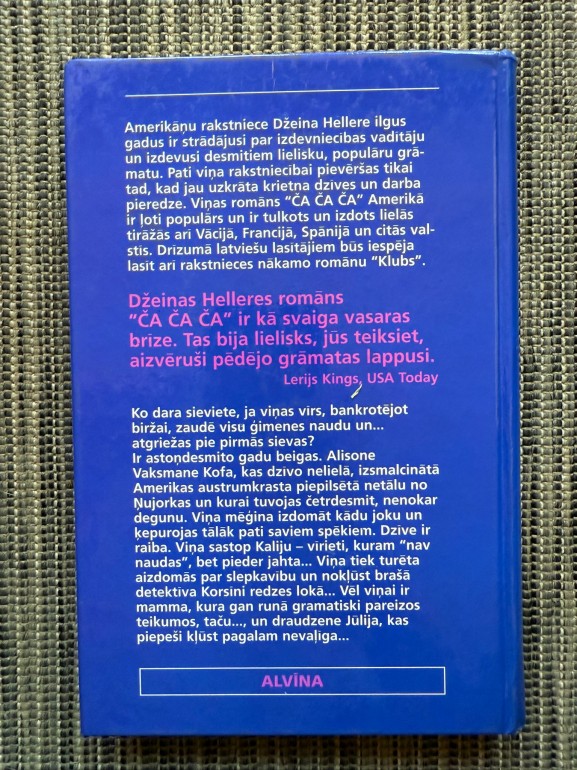 Amerikāņu rakstniece Džeina Hellere ilgus
gadus ir strādājusi par izdevniecības vadītāju
un izdevusi desmitiem lielisku, populāru grā-
matu. Pati viņa rakstniecībai pievēršas tikai
tad, kad jau uzkrāta krietna dzīves un darba
pieredze. Viņas romāns “ČA ČA ČA” Amerikā
ir ļoti populārs un ir tulkots un izdots lielās
tirāžās arī Vācijā, Francijā, Spānijā un citās val-
stīs. Drīzumā latviešu lasītājiem būs iespēja
lasīt arī rakstnieces nākamo romānu “Klubs”.
Džeinas Helleres romāns
“ČA ČA ČA” ir kā svaiga vasaras
brīze. Tas bija lielisks, jūs teiksiet,
aizvēruši pēdējo grāmatas lappusi.
Lerijs Kings, USA Today
Ko dara sieviete, ja viņas vīrs, bankrotējot
biržai, zaudē visu ģimenes naudu un...
atgriežas pie pirmās sievas?
Ir astoņdesmito gadu beigas. Alisone
Vaksmane Kofa, kas dzīvo nelielā, izsmalcinātā
Amerikas austrumkrasta piepilsētā netālu no
Ņujorkas un kurai tuvojas četrdesmit, nenokar
degunu. Viņa mēģina izdomāt kādu joku un
ķepurojas tālāk pati saviem spēkiem. Dzīve ir
raiba. Viņa sastop Kaliju – vīrieti, kuram “nav
naudas”, bet pieder jahta... Viņa tiek turēta
aizdomās par slepkavību un nokļūst brašā
detektīva Korsini redzes lokā... Vēl viņai ir
mamma, kura gan runā gramatiski pareizos
teikumos, taču..., un draudzene Jūlija, kas
piepeši kļūst pagalam nevaļīga...
ALVĪNA